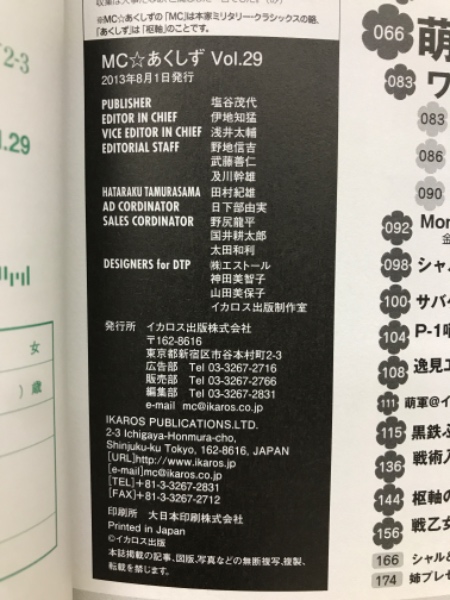 ※MC☆あくしずの「MC」は本家ミリタリー・クラシックスの略、
「あくしず」は「枢軸」のことです。
MC☆あくしず Vol.29
2013年8月1日発行
PUBLISHER 塩谷茂代
EDITOR IN CHIEF 伊地知猛
VICE EDITOR IN CHIEF 浅井太輔
EDITORIAL STAFF 野地信吉
武藤善仁
及川幹雄
HATARAKU TAMURASAMA 田村紀雄
AD CORDINATOR 日下部由実
SALES CORDINATOR 野尻龍平
国井耕太郎
太田和利
DESIGNERS for DTP ㈱エストール
神田美智子
山田美保子
イカロス出版制作室
発行所 イカロス出版株式会社
〒162-8616
東京都新宿区市谷本村町2-3
広告部 Tel 03-3267-2716
販売部 Tel 03-3267-2766
編集部 Tel 03-3267-2831
e-mail mc@ikaros.co.jp
IKAROS PUBLICATIONS.LTD.
2-3 Ichigaya-Honmura-cho,
Shinjuku-ku Tokyo, 162-8616, JAPAN
[URL]http://www.ikaros.jp
[e-mail]mc@ikaros.co.jp
[TEL]+81-3-3267-2831
[FAX]+81-3-3267-2712
印刷所 大日本印刷株式会社
Printed in Japan
©イカロス出版
本誌掲載の記事、図版、写真などの無断複写、複製、
転載を禁じます。
2-3
.29
女
)歳
066 萌
083 ワ
083
086
090
092 Mon
金
098 シャ
100 サバ
104 P-1哨
108 逸見エ
111 萌軍@イ
115 黒鉄ぷ
136 戦術入
144 枢軸の
156 戦乙女
166 シャル&
174 姉プレゼ